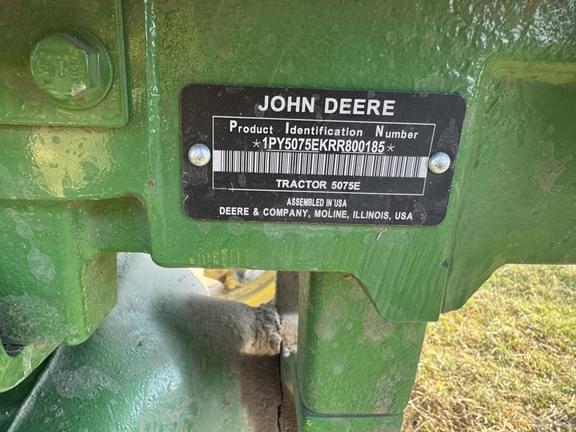 JOHN DEERE
Product Identification Number
*1PY5075EKRR800185*
TRACTOR 5075E
ASSEMBLED IN USA
DEERE & COMPANY, MOLINE, ILLINOIS, USA